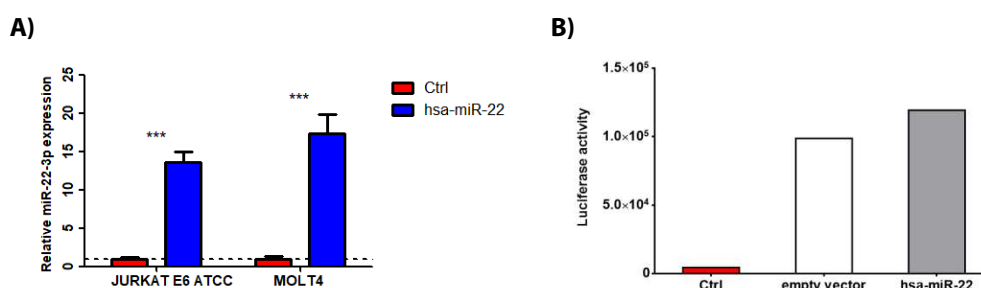 A)
Relative miR-22-3p expression
25
20
15
10
5
0
***
***
JURKAT E6 ATCC
MOLT4
Ctrl
hsa-miR-22
B)
Luciferase activity
1.5×10⁵
1.0×10⁵
5.0×10⁴
0
Ctrl
empty vector
hsa-miR-22